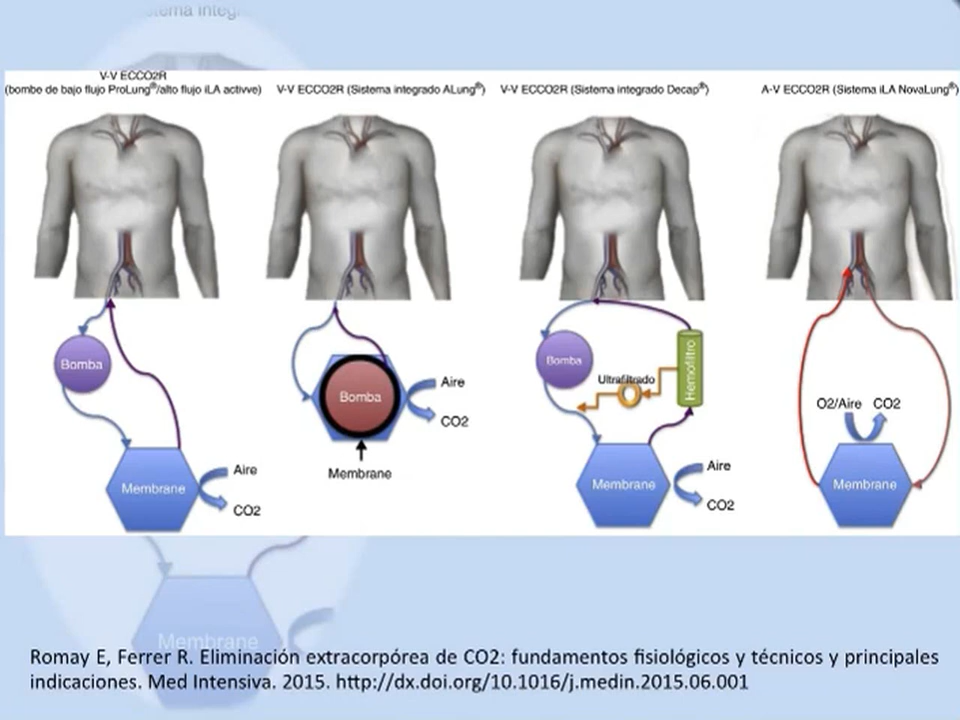 V-V ECCO2R
(bombe de bajo flujo ProLung®/alto flujo iLA activve)
V-V ECCO2R (Sistema integrado ALung®)
V-V ECCO2R (Sistema integrado Decap®)
A-V ECCO2R (Sistema iLA NovaLung®)
Bomba
Membrane
Aire
CO2
Bomba
Aire
CO2
Membrane
Bomba
Ultrafiltrado
Hemofiltro
Membrane
Aire
CO2
O2/Aire CO2
Membrane
Membrane
Romay E, Ferrer R. Eliminación extracorpórea de CO2: fundamentos fisiológicos y técnicos y principales
indicaciones. Med Intensiva. 2015. http://dx.doi.org/10.1016/j.medin.2015.06.001